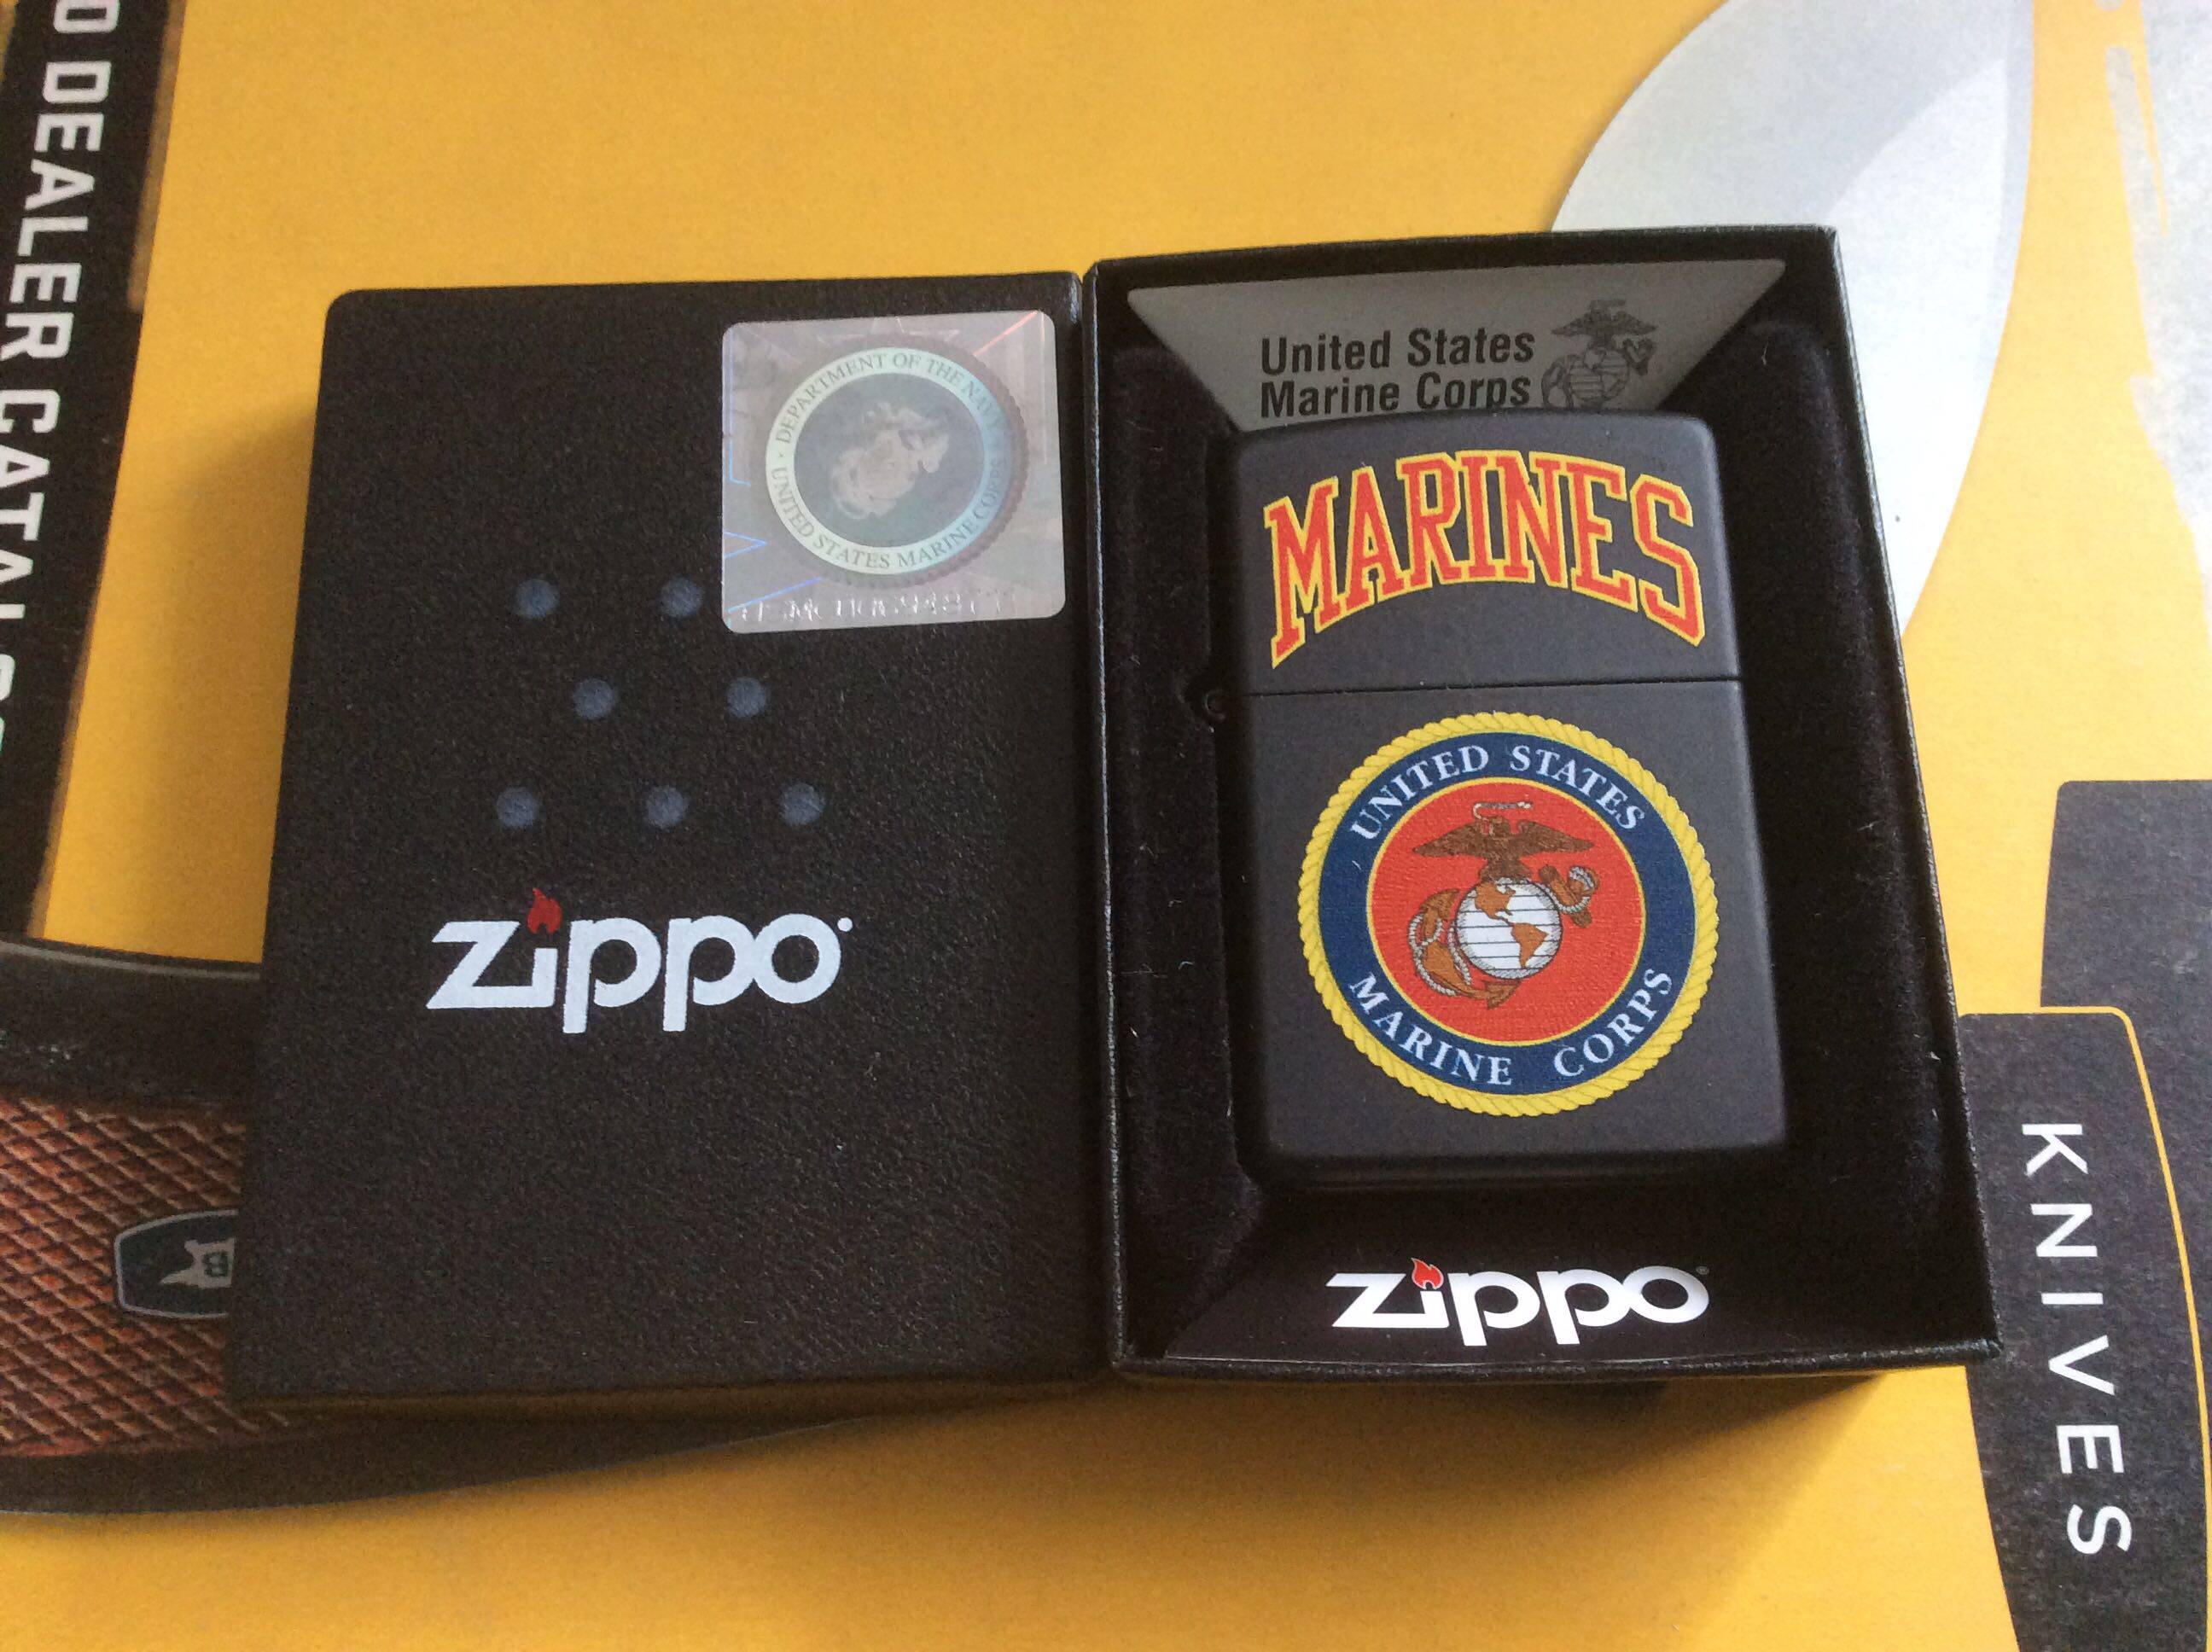 DEALER CATALOG
DEPARTMENT OF THE NAVY
UNITED STATES MARINE CORPS
zippo
United States
Marine Corps
MARINES
UNITED STATES
MARINE CORPS
zippo
B
KNIVES